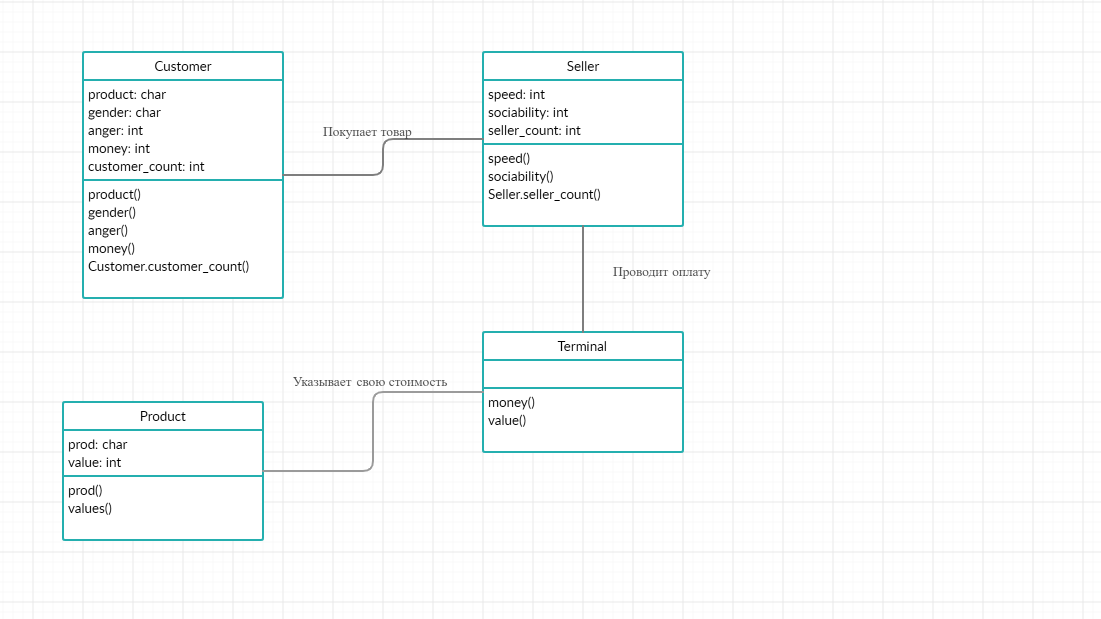 Customer
product: char
gender: char
anger: int
money: int
customer_count: int
product()
gender()
anger()
money()
Customer.customer_count()
Покупает товар
Seller
speed: int
sociability: int
seller_count: int
speed()
sociability()
Seller.seller_count()
Проводит оплату
Terminal
money()
value()
Указывает свою стоимость
Product
prod: char
value: int
prod()
values()